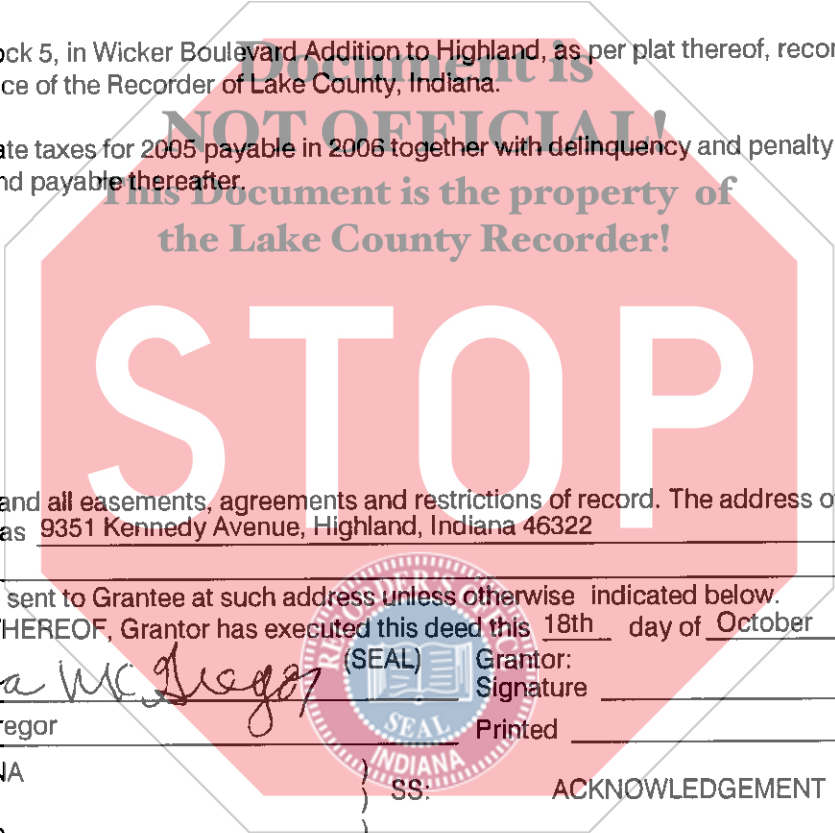 ock 5, in Wicker Boulevard Addition to Highland, as per plat thereof, recor
ce of the Recorder of Lake County, Indiana.
Document is
NOT OFFICIAL!
This Document is the property of
the Lake County Recorder!
ate taxes for 2005 payable in 2006 together with delinquency and penalty
nd payable thereafter.
STOP
and all easements, agreements and restrictions of record. The address o
as 9351 Kennedy Avenue, Highland, Indiana 46322
sent to Grantee at such address unless otherwise indicated below.
HEREOF, Grantor has executed this deed this 18th day of October
a McGregor (SEAL) Grantor:
Signature
regor Printed
NA
SS: ACKNOWLEDGEMENT
RECORDER'S OFFICE
SEAL
INDIANA